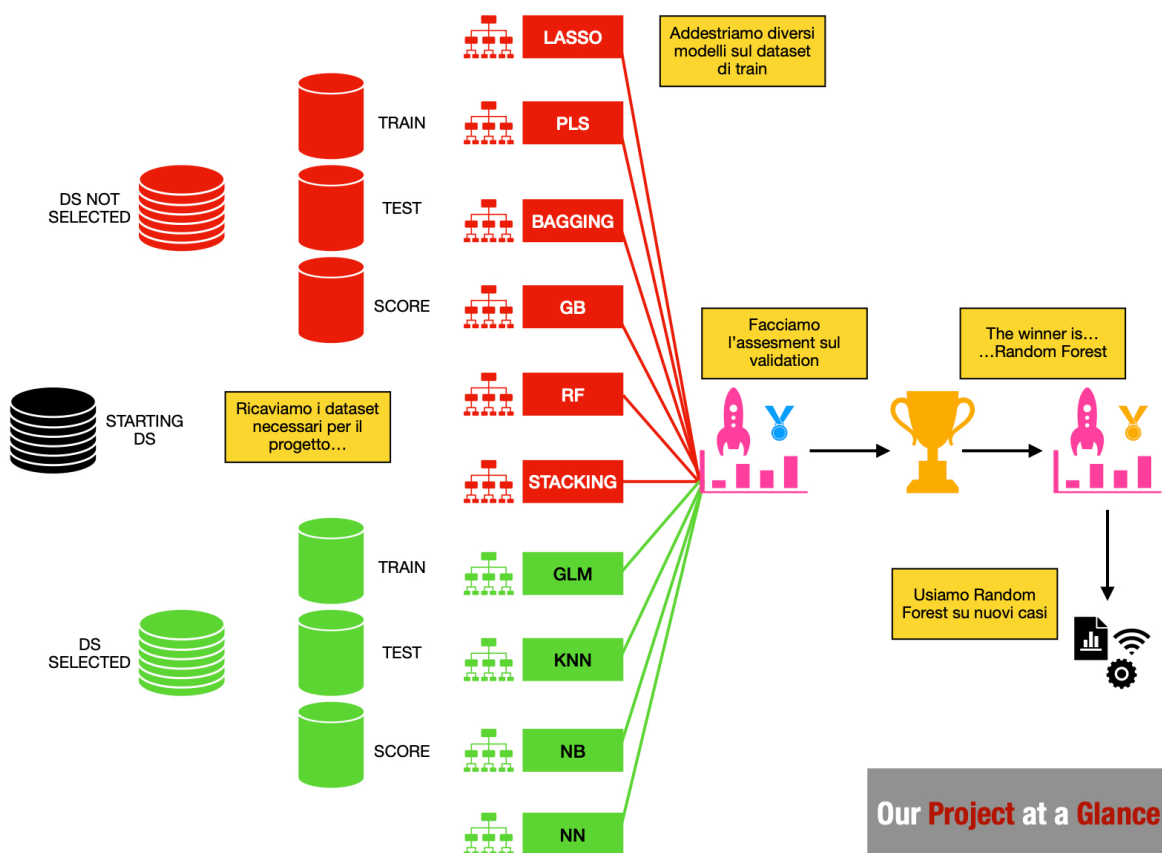 LASSO
Addestriamo diversi
modelli sul dataset
di train
TRAIN
PLS
DS NOT
SELECTED
TEST
BAGGING
SCORE
GB
Facciamo
l'assesment sul
validation
The winner is...
...Random Forest
RF
STARTING
DS
Ricaviamo i dataset
necessari per il
progetto...
STACKING
TRAIN
GLM
Usiamo Random
Forest su nuovi casi
DS
SELECTED
TEST
KNN
SCORE
NB
NN
Our Project at a Glance